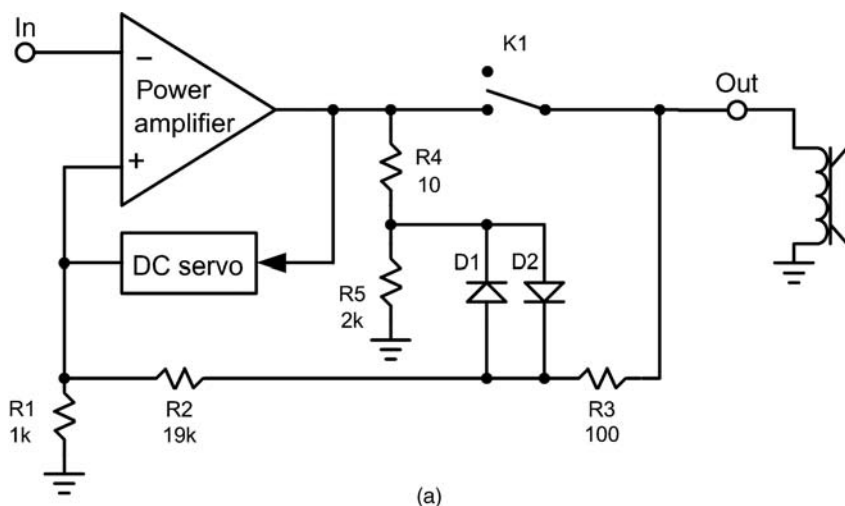 In
K1
Out
−
Power
amplifier
+
R4
10
DC servo
D1
D2
R5
2k
R1
1k
R2
19k
R3
100
(a)